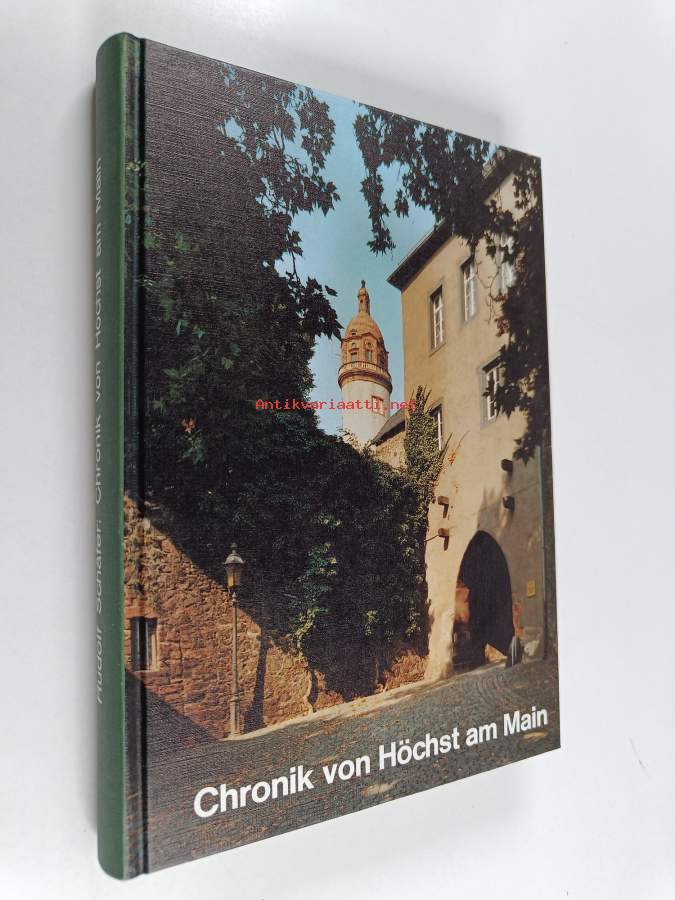 Rudolf Schäfer: Chronik von Höchst am Main
Antikvariaatti.net
Chronik von Höchst am Main